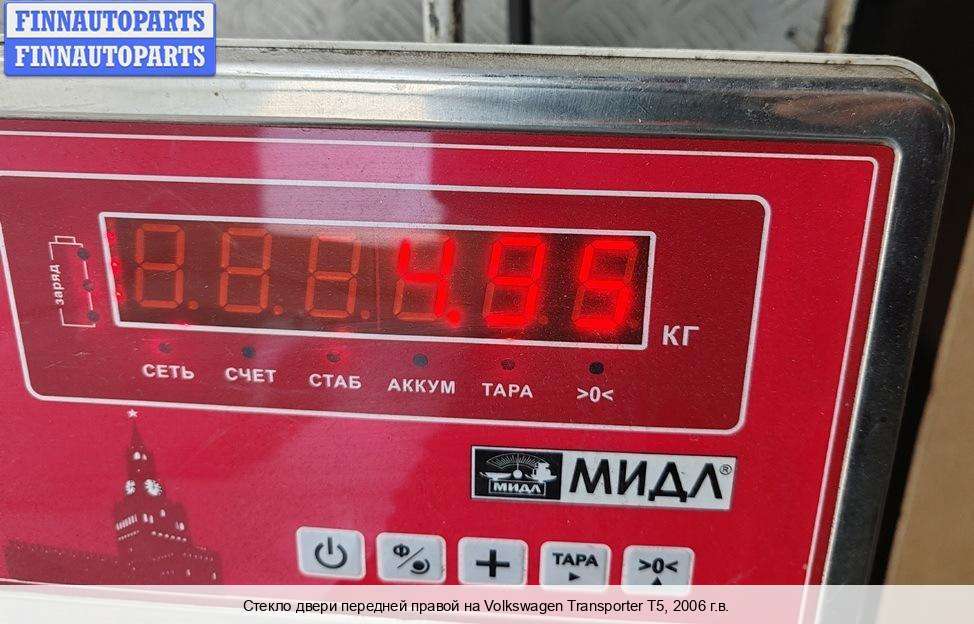 FINNAUTOPARTS
FINNAUTOPARTS
заряд
4.95
КГ
СЕТЬ СЧЕТ СТАБ АККУМ ТАРА >0<
МИДЛ МИДЛ®
Ф + ТАРА >0<
Стекло двери передней правой на Volkswagen Transporter T5, 2006 г.в.